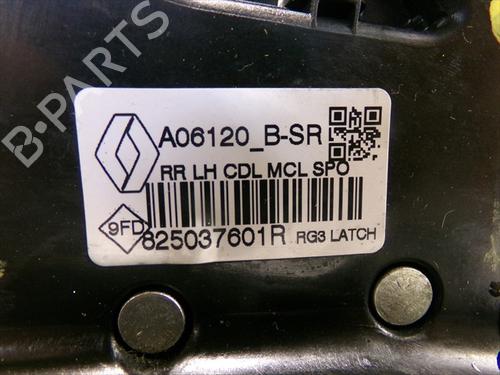 B-PARTS
A06120_B-SR
RR LH CDL MCL SPO
9FD
825037601R RG3 LATCH